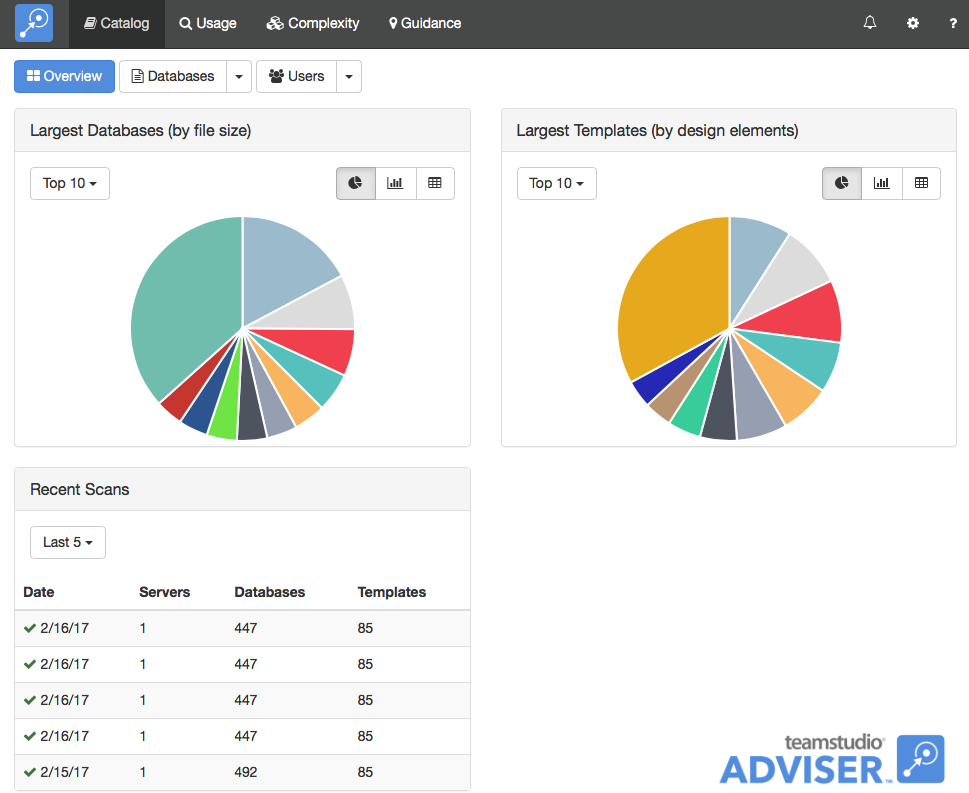 Catalog Usage Complexity Guidance ?
Overview Databases Users
Largest Databases (by file size)
Top 10
Largest Templates (by design elements)
Top 10
Recent Scans
Last 5
Date Servers Databases Templates
2/16/17 1 447 85
2/16/17 1 447 85
2/16/17 1 447 85
2/16/17 1 447 85
2/15/17 1 492 85
teamstudio®
ADVISER™